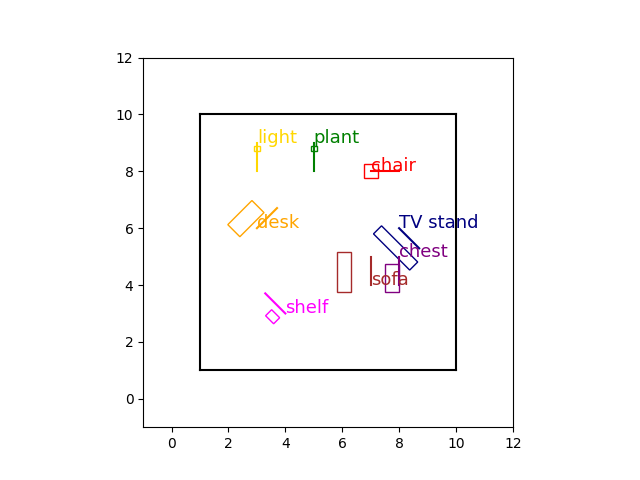 12
10
8
6
4
2
0
light
plant
chair
desk
TV stand
chest
sofa
shelf
0 2 4 6 8 10 12